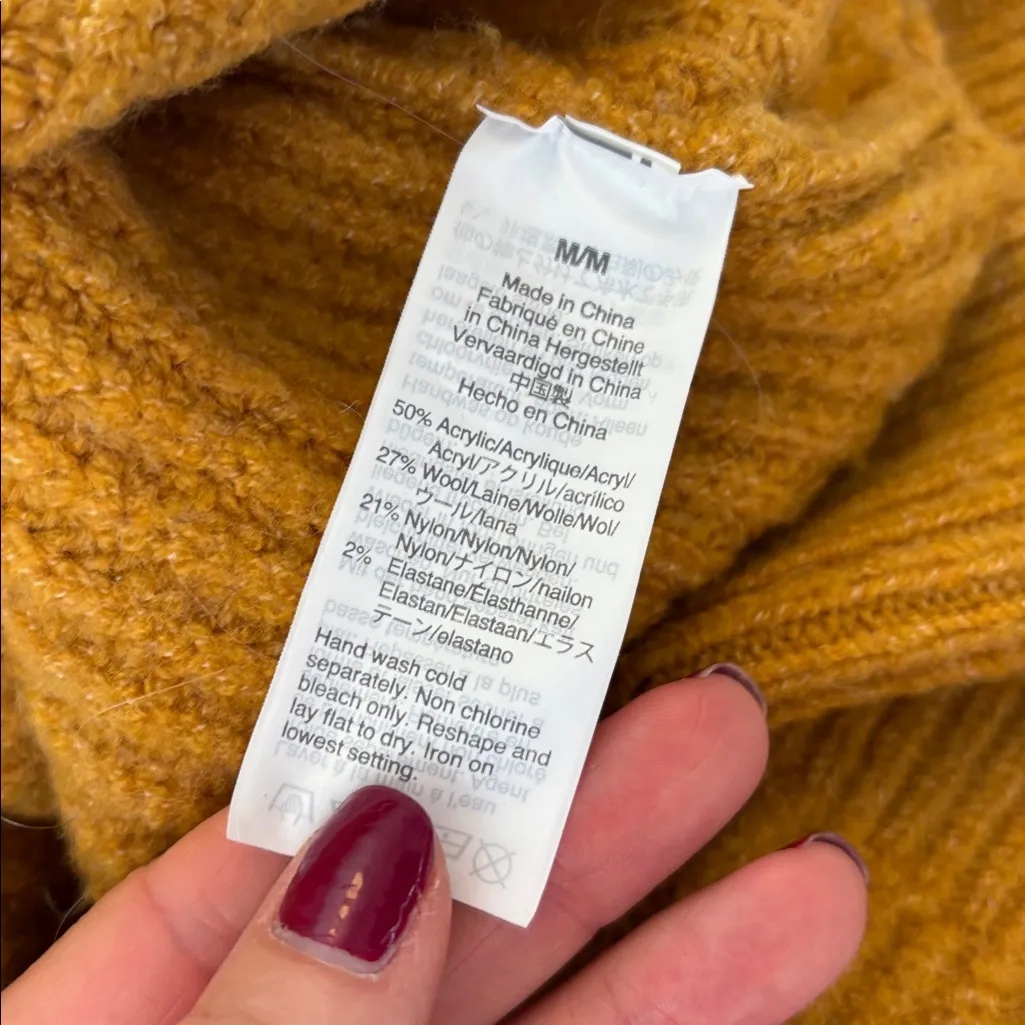 M/M
Made in China
Fabriqué en Chine
in China Hergestellt
Vervaardigd in China
中国製
Hecho en China
50% Acrylic/Acrylique/Acryl/
Acryl/アクリル/acrilico
27% Wool/Laine/Wolle/Wol/
ウール/lana
21% Nylon/Nylon/Nylon/
Nylon/ナイロン/nailon
2% Elastane/Élasthanne/
Elastan/Elastaan/エラス
テーン/elastano
Hand wash cold
separately. Non chlorine
bleach only. Reshape and
lay flat to dry. Iron on
lowest setting.